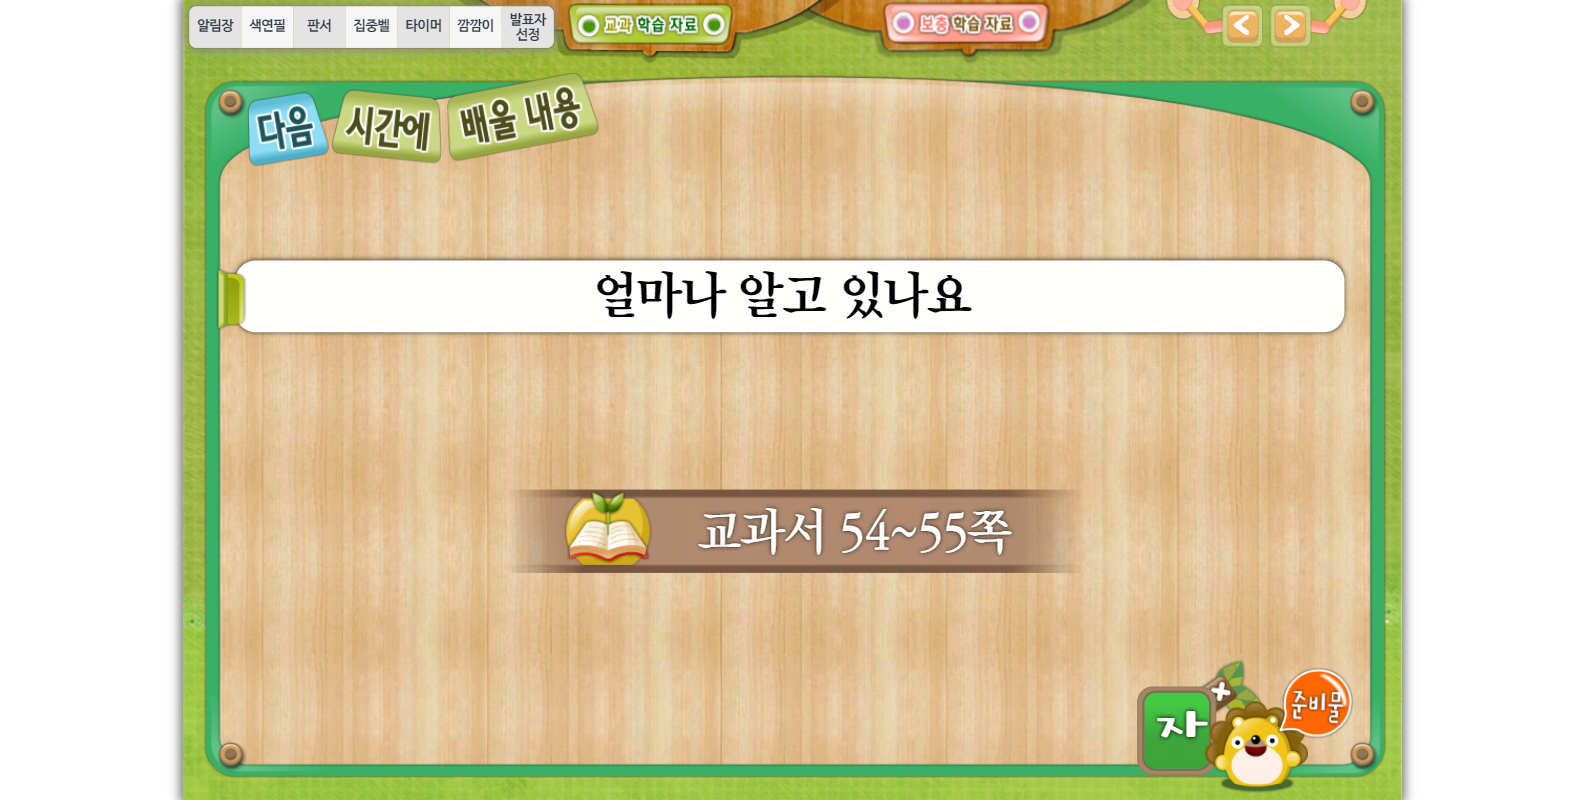 알림장 색연필 판서 집중벨 타이머 깜깜이 발표자 선정
교과 학습 자료
보충 학습 자료
다음 시간에 배울 내용
얼마나 알고 있나요
교과서 54~55쪽
자
준비물